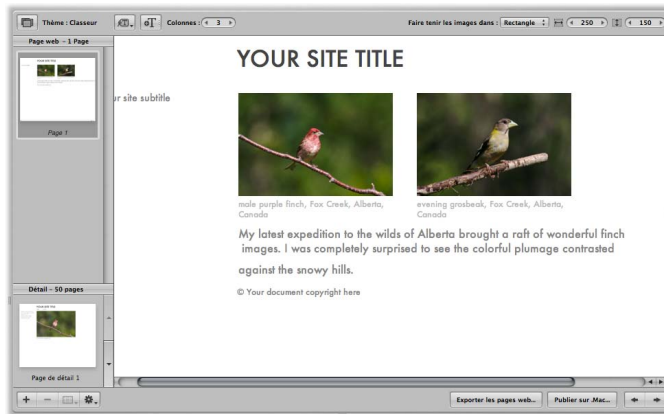 Thème : Classeur
Colonnes : 3
Faire tenir les images dans : Rectangle 250 150
Page web – 1 Page
Page 1
YOUR SITE TITLE
ur site subtitle
male purple finch, Fox Creek, Alberta,
Canada
evening grosbeak, Fox Creek, Alberta,
Canada
My latest expedition to the wilds of Alberta brought a raft of wonderful finch
images. I was completely surprised to see the colorful plumage contrasted
against the snowy hills.
© Your document copyright here
Détail – 50 pages
Page de détail 1
Exporter les pages web... Publier sur .Mac...